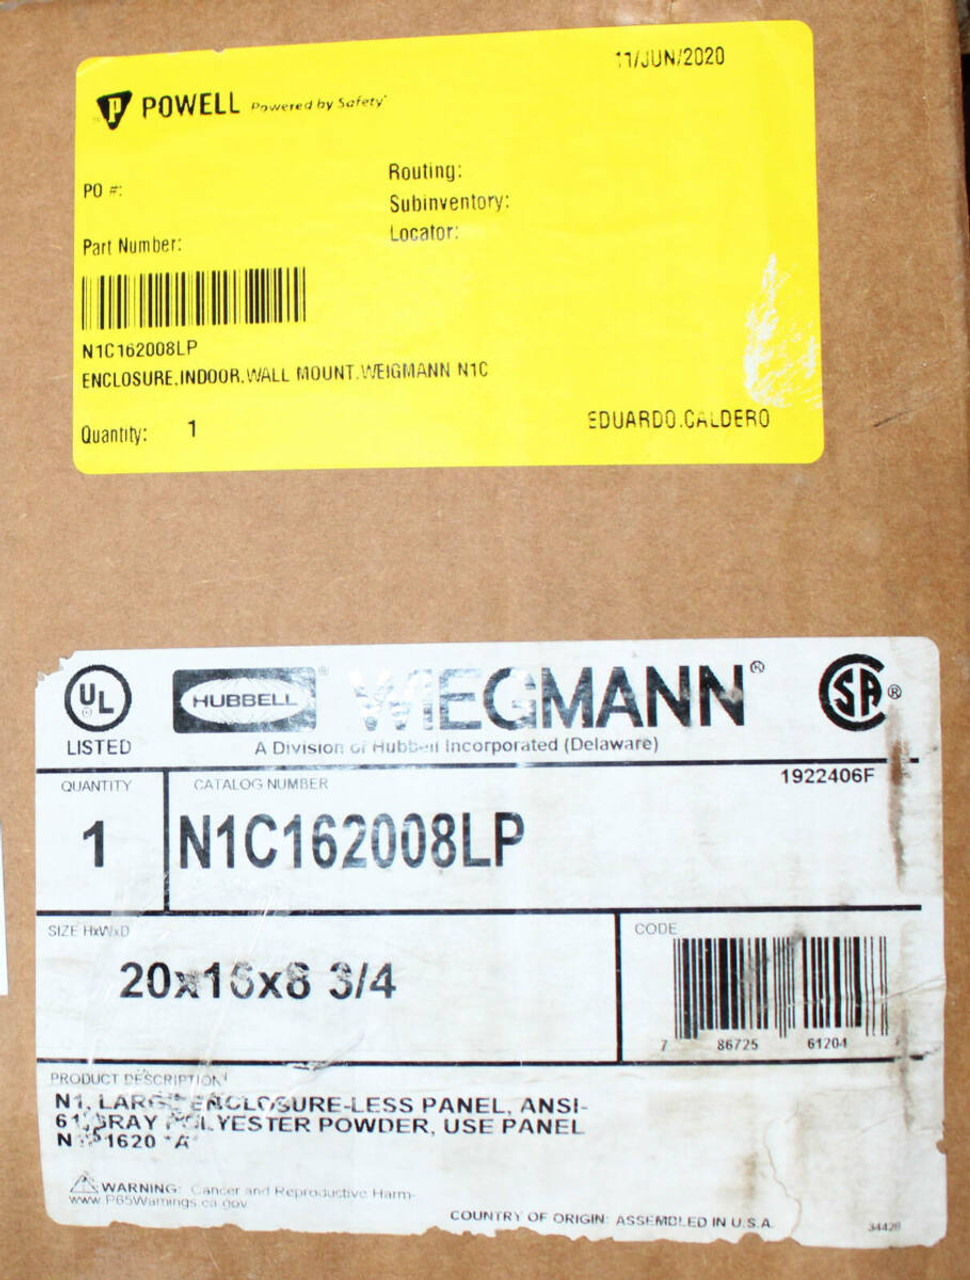 11/JUN/2020
P POWELL Powered by Safety
PO #:
Routing:
Subinventory:
Locator:
Part Number:
N1C162008LP
ENCLOSURE,INDOOR,WALL MOUNT,WEIGMANN N1C
Quantity: 1
EDUARDO.CALDERO
UL
LISTED
HUBBELL® WIEGMANN®
A Division of Hubbell Incorporated (Delaware)
SA®
QUANTITY
1
CATALOG NUMBER
1922406F
N1C162008LP
SIZE HxWxD
20x16x8 3/4
CODE
7 86725 61204
PRODUCT DESCRIPTION
N1, LARGE ENCLOSURE-LESS PANEL, ANSI-
61 GRAY POLYESTER POWDER, USE PANEL
1620 "A"
WARNING: Cancer and Reproductive Harm-
www.P65Warnings.ca.gov
COUNTRY OF ORIGIN: ASSEMBLED IN U.S.A.